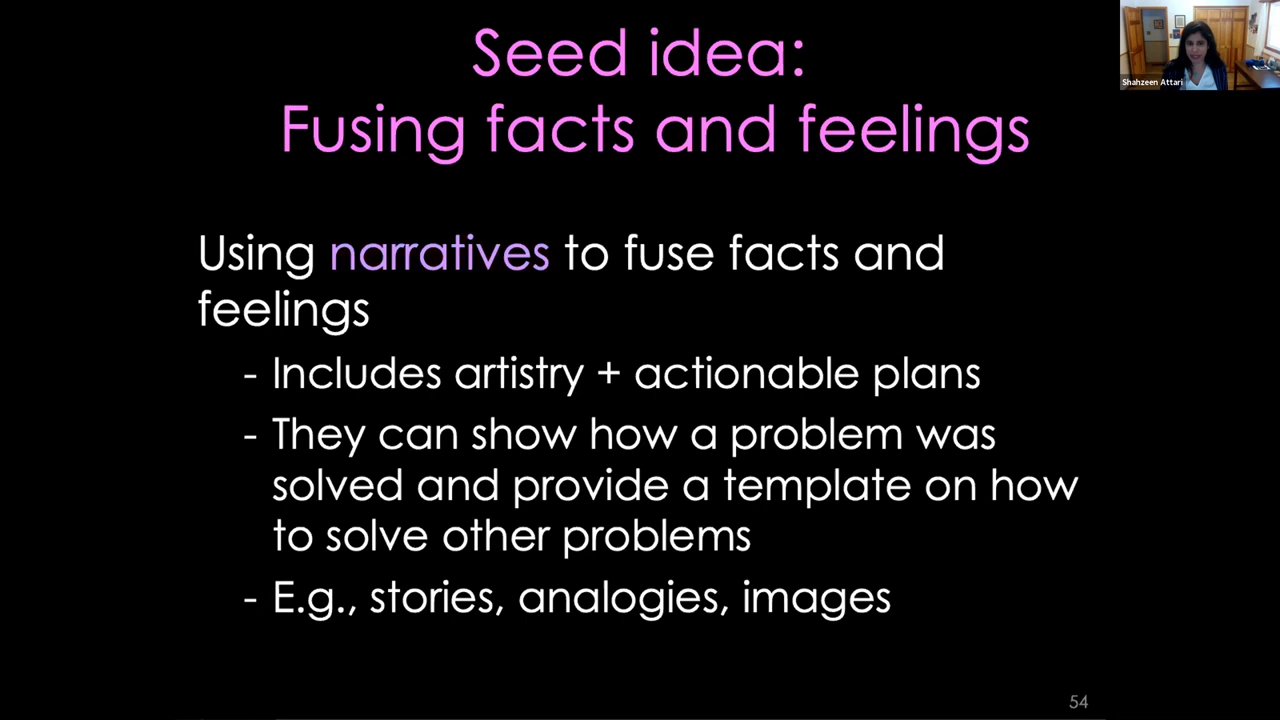 Seed idea:
Fusing facts and feelings
Shahzeen Attari
Using narratives to fuse facts and
feelings
- Includes artistry + actionable plans
- They can show how a problem was
solved and provide a template on how
to solve other problems
- E.g., stories, analogies, images
54